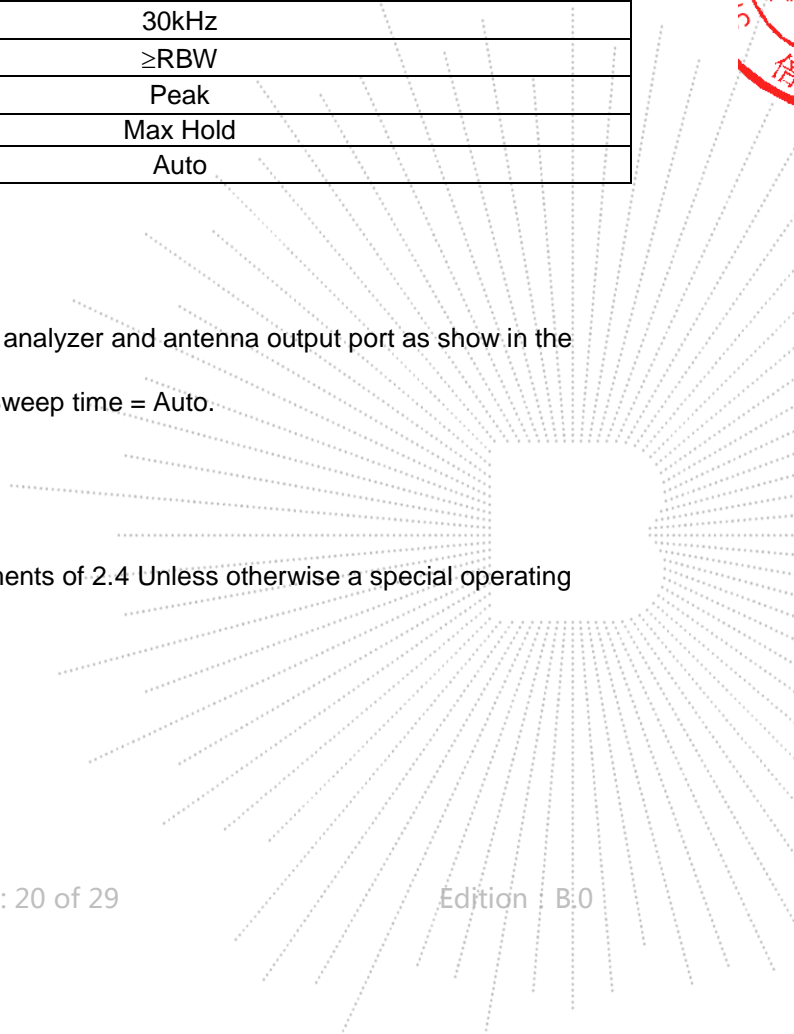 30kHz
≥RBW
Peak
Max Hold
Auto
analyzer and antenna output port as show in the
weep time = Auto.
ents of 2.4 Unless otherwise a special operating
: 20 of 29 Edition : B.0